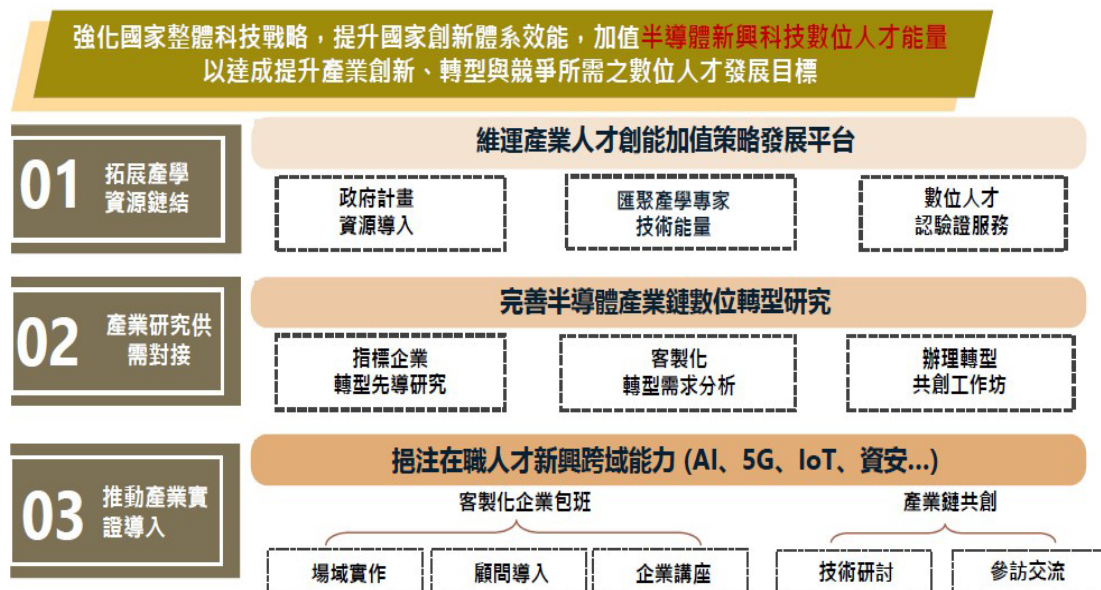 強化國家整體科技戰略，提升國家創新體系效能，加值半導體新興科技數位人才能量
以達成提升產業創新、轉型與競爭所需之數位人才發展目標
01
拓展產學
資源鏈結
維運產業人才創能加值策略發展平台
政府計畫
資源導入
匯聚產學專家
技術能量
數位人才
認驗證服務
02
產業研究供
需對接
完善半導體產業鏈數位轉型研究
指標企業
轉型先導研究
客製化
轉型需求分析
辦理轉型
共創工作坊
03
推動產業實
證導入
挹注在職人才新興跨域能力 (AI、5G、IoT、資安...)
客製化企業包班
產業鏈共創
場域實作
顧問導入
企業講座
技術研討
參訪交流